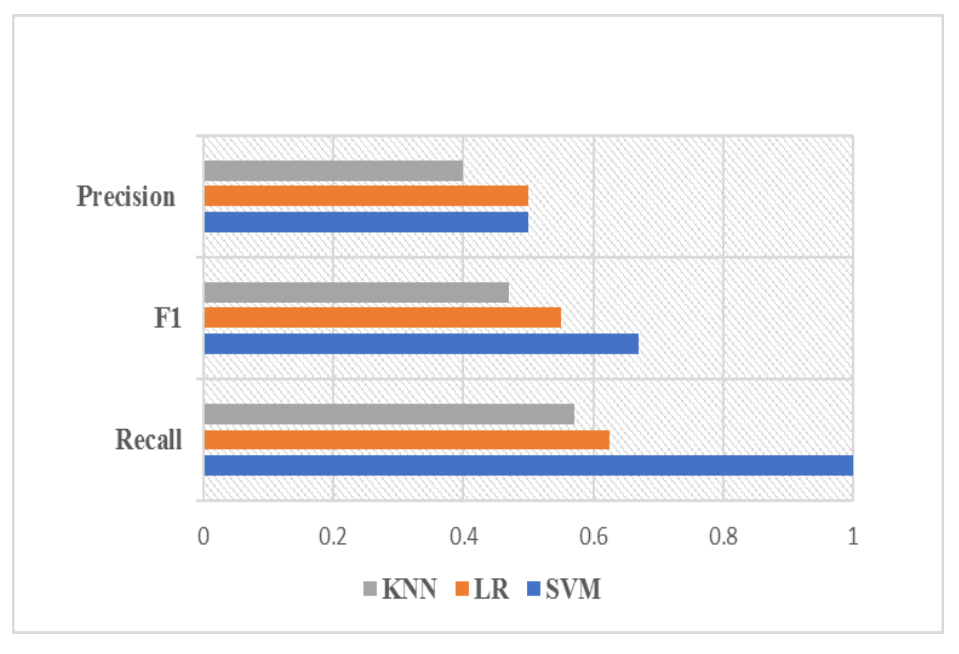 Precision
F1
Recall
0 0.2 0.4 0.6 0.8 1
KNN LR SVM